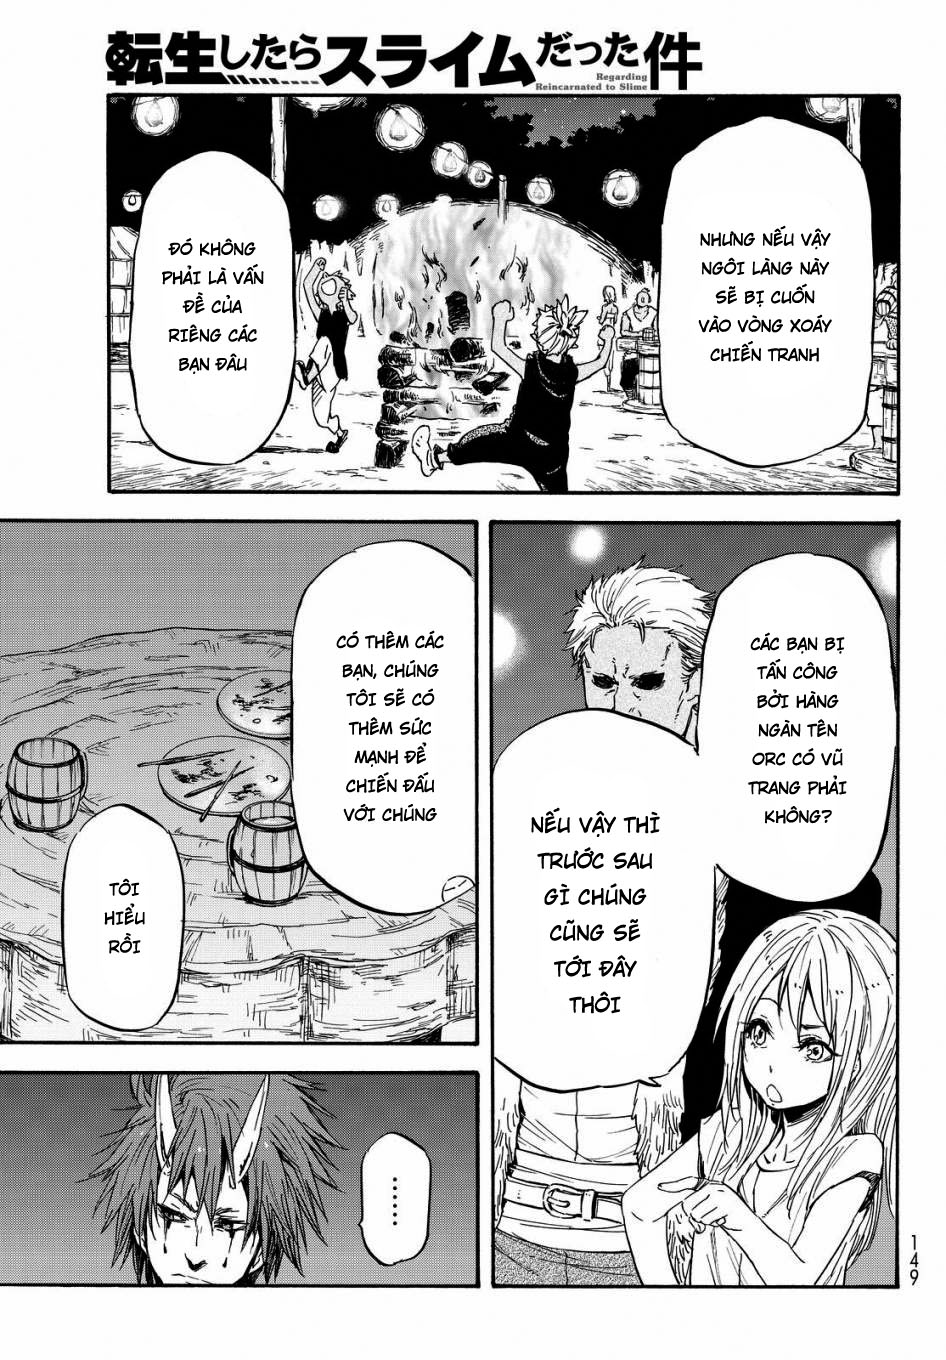 転生したらスライムだった件
Regarding
Reincarnated to Slime
NHƯNG NẾU VẬY
NGÔI LÀNG NÀY
SẼ BỊ CUỐN
VÀO VÒNG XOÁY
CHIẾN TRANH
ĐÓ KHÔNG
PHẢI LÀ VẤN
ĐỀ CỦA
RIÊNG CÁC
BẠN ĐÂU
CÁC BẠN BỊ
TẤN CÔNG
BỞI HÀNG
NGÀN TÊN
ORC CÓ VŨ
TRANG PHẢI
KHÔNG?
NẾU VẬY THÌ
TRƯỚC SAU
GÌ CHÚNG
CŨNG SẼ
TỚI ĐÂY
THÔI
CÓ THÊM CÁC
BẠN, CHÚNG
TÔI SẼ CÓ
THÊM SỨC
MẠNH ĐỂ
CHIẾN ĐẤU
VỚI CHÚNG
TÔI
HIỂU
RỒI
......
149